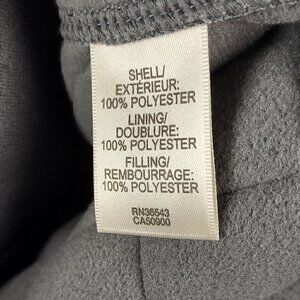 SHELL/
EXTÉRIEUR:
100% POLYESTER
LINING/
DOUBLURE:
100% POLYESTER
FILLING/
REMBOURRAGE:
100% POLYESTER
RN36543
CA50900